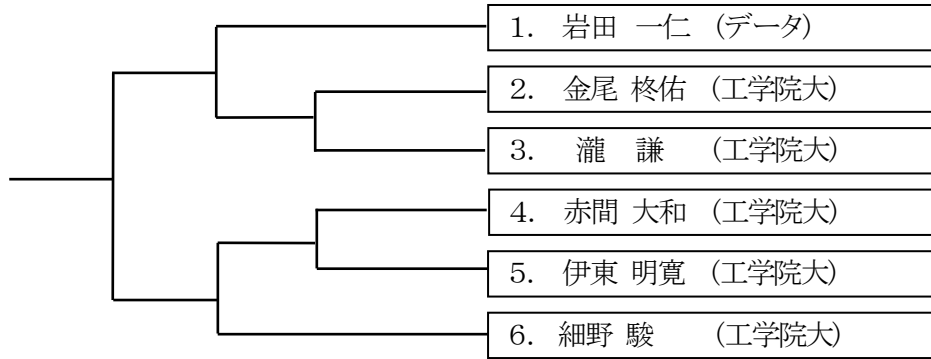 1. 岩田 一仁 (データ)
2. 金尾 柊佑 (工学院大)
3. 瀧 謙 (工学院大)
4. 赤間 大和 (工学院大)
5. 伊東 明寛 (工学院大)
6. 細野 駿 (工学院大)